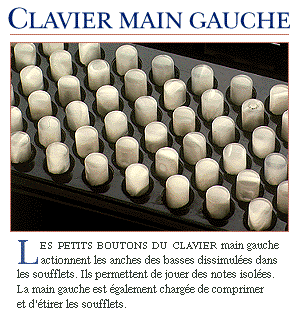 CLAVIER MAIN GAUCHE
LES PETITS BOUTONS DU CLAVIER main gauche
actionnent les anches des basses dissimulées dans
les soufflets. Ils permettent de jouer des notes isolées.
La main gauche est également chargée de comprimer
et d'étirer les soufflets.